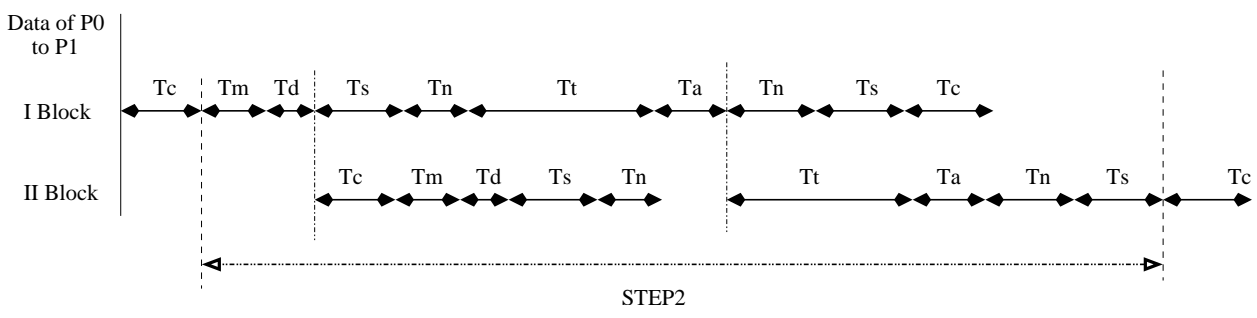 Data of P0
to P1
Tc Tm Td Ts Tn Tt Ta Tn Ts Tc
I Block
Tc Tm Td Ts Tn Tt Ta Tn Ts Tc
II Block
STEP2